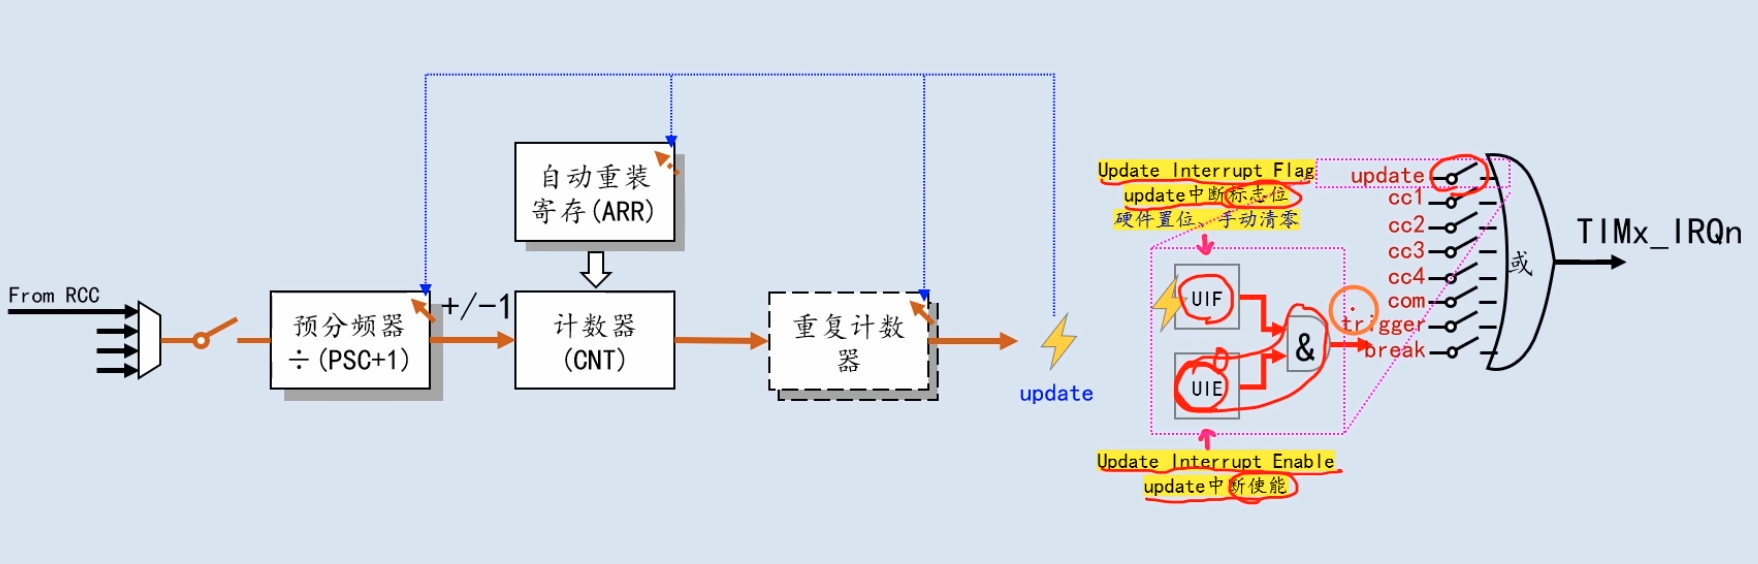 From RCC
预分频器
÷(PSC+1)
+/-1
自动重装
寄存(ARR)
计数器
(CNT)
重复计数
器
update
Update Interrupt Flag
update中断标志位
硬件置位、手动清零
UIF
UIE
&
Update Interrupt Enable
update中断使能
update
cc1
cc2
cc3
cc4
com
trigger
break
或
TIMx_IRQn